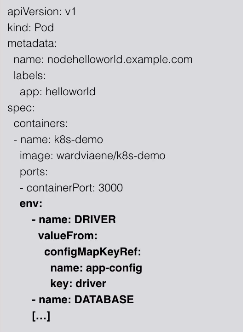 apiVersion: v1
kind: Pod
metadata:
  name: nodehelloworld.example.com
  labels:
    app: helloworld
spec:
  containers:
  - name: k8s-demo
    image: wardviaene/k8s-demo
    ports:
    - containerPort: 3000
    env:
      - name: DRIVER
        valueFrom:
          configMapKeyRef:
            name: app-config
            key: driver
      - name: DATABASE
      [...]